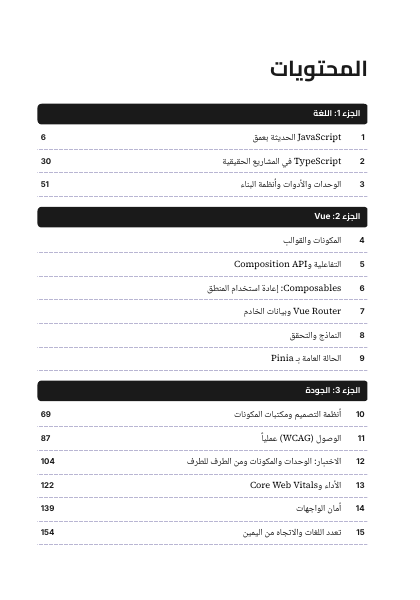 المحتويات
الجزء 1: اللغة
1 JavaScript الحديثة بعمق 6
2 TypeScript في المشاريع الحقيقية 30
3 الوحدات والأدوات وأنظمة البناء 51
الجزء 2: Vue
4 المكونات والقوالب
5 التفاعلية وComposition API
6 Composables: إعادة استخدام المنطق
7 Vue Router وبيانات الخادم
8 النماذج والتحقق
9 الحالة العامة بـ Pinia
الجزء 3: الجودة
10 أنظمة التصميم ومكتبات المكونات 69
11 الوصول (WCAG) عملياً 87
12 الاختبار: الوحدات والمكونات ومن الطرف للطرف 104
13 الأداء وCore Web Vitals 122
14 أمان الواجهات 139
15 تعدد اللغات والاتجاه من اليمين 154